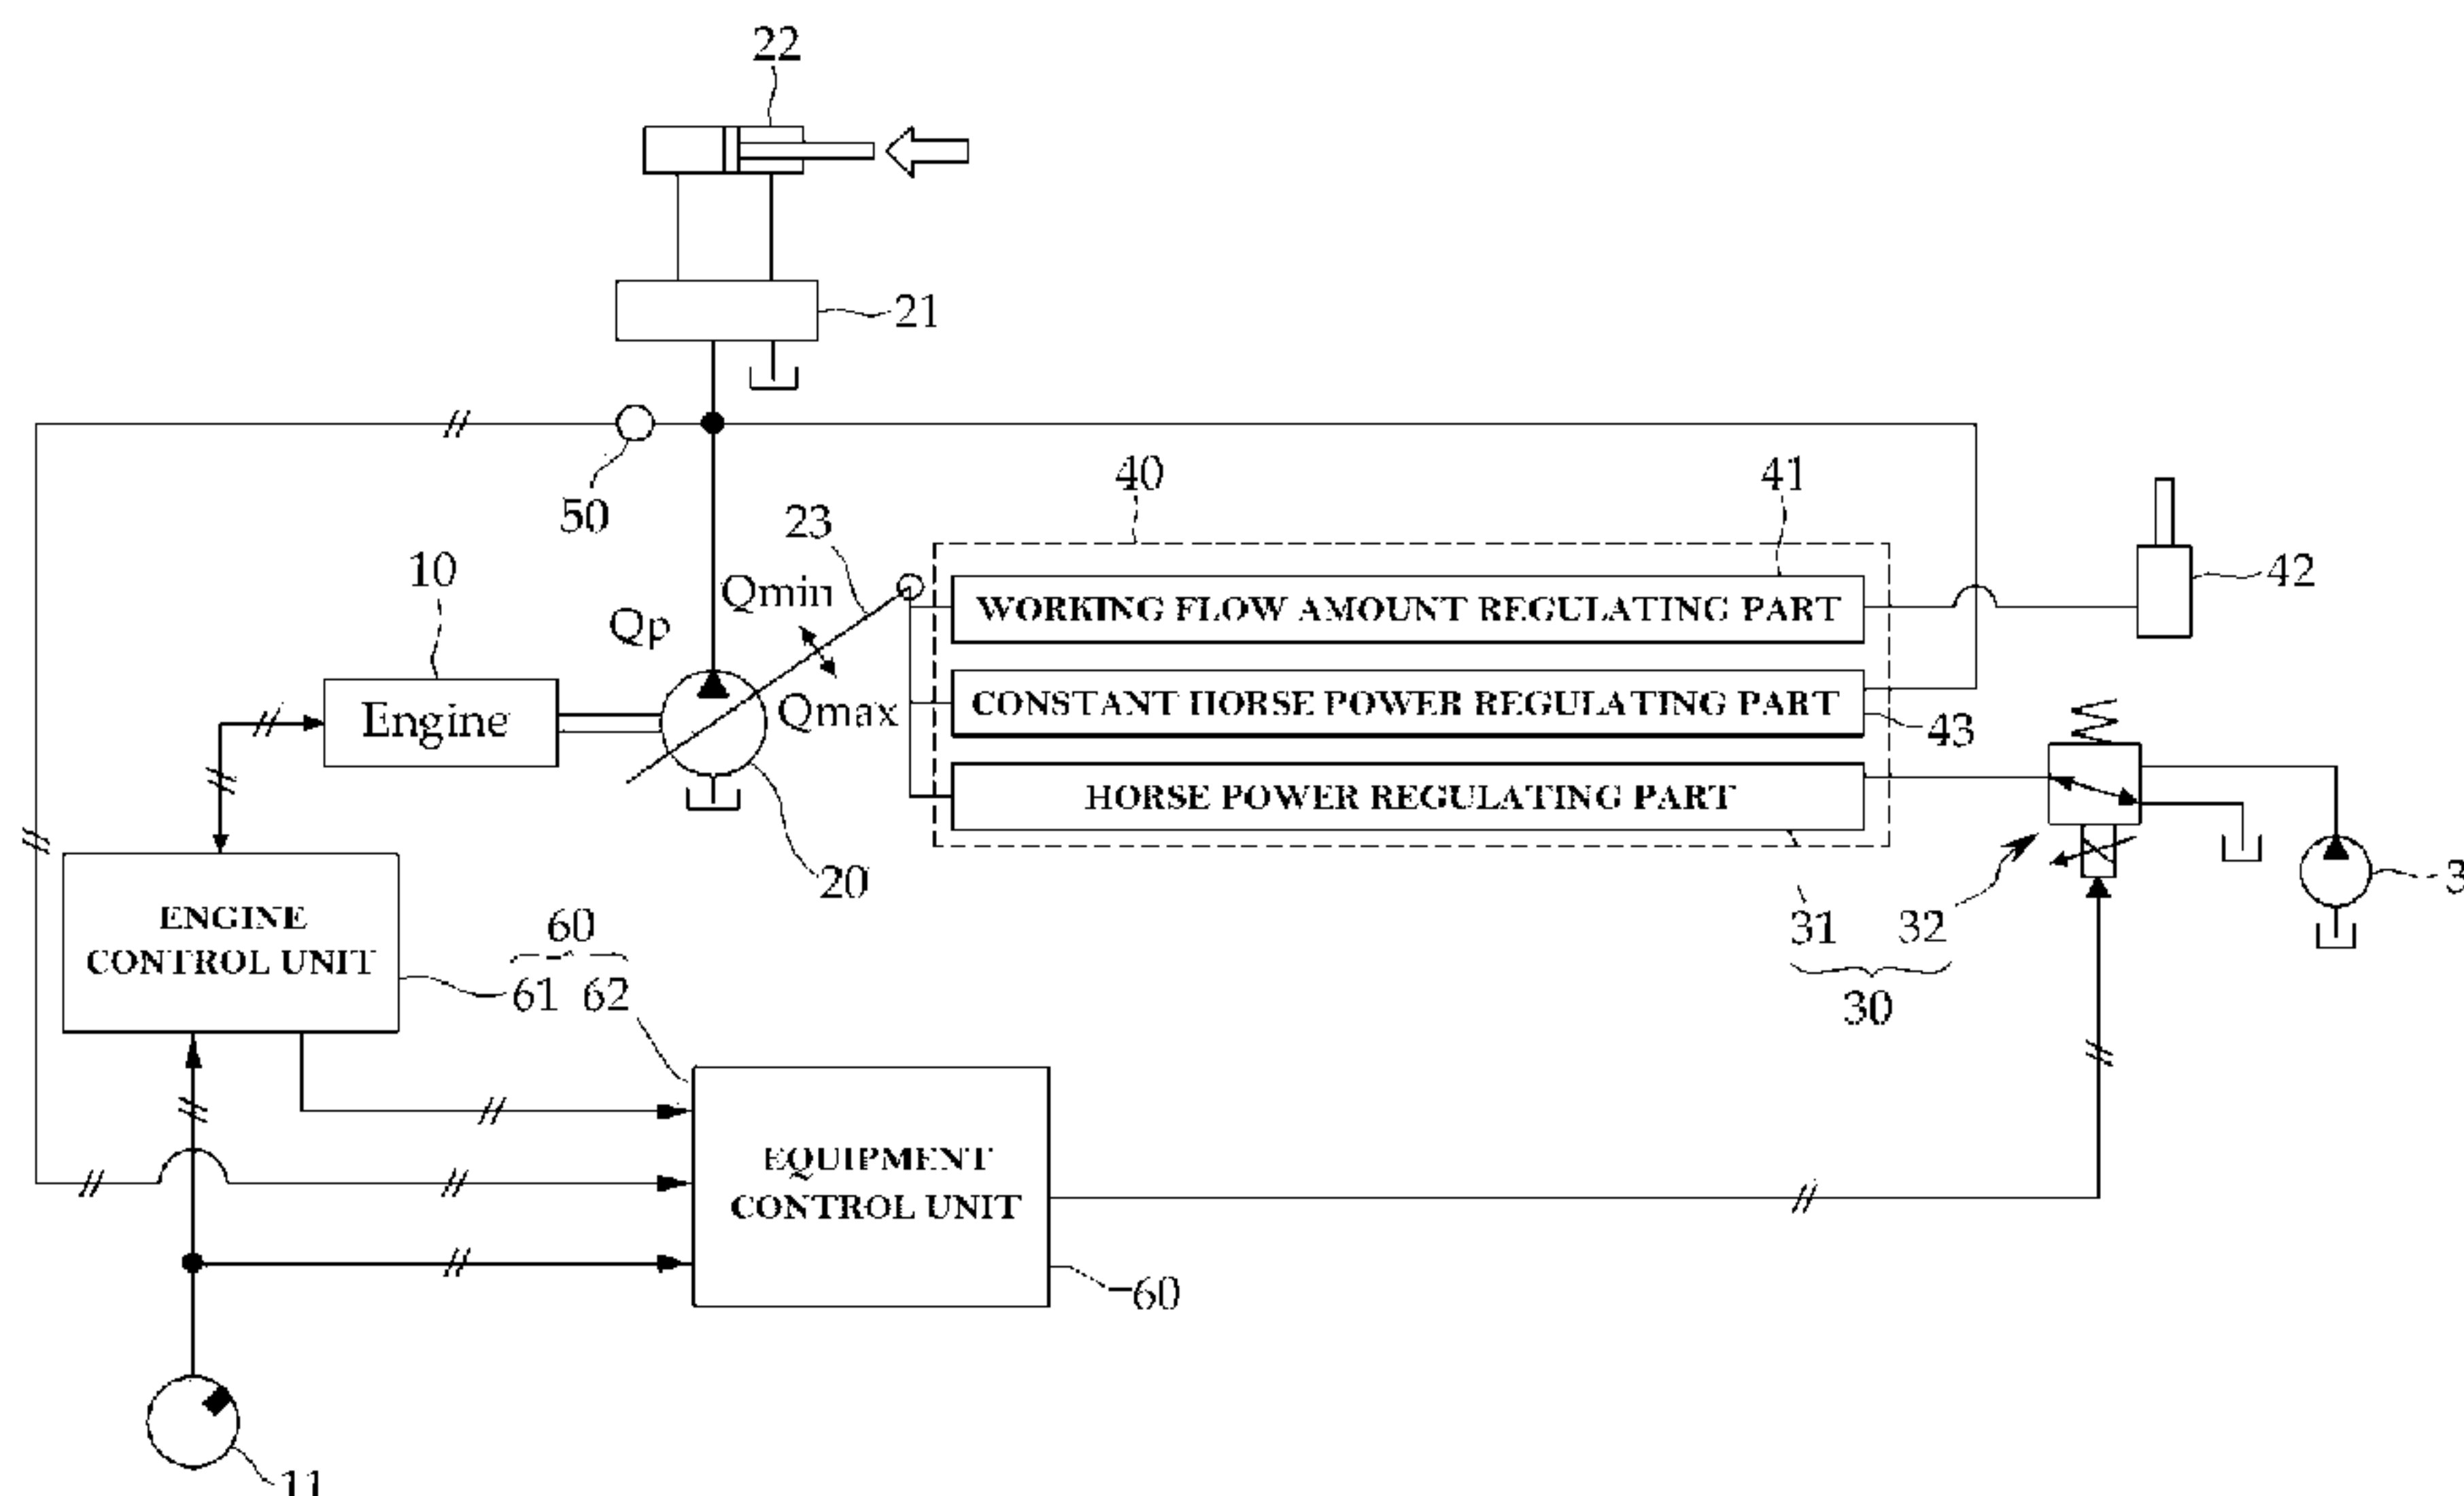 22
21
50
40
41
23
42
10
Qmin
Qp
WORKING FLOW AMOUNT REGULATING PART
Engine
Qmax
CONSTANT HORSE POWER REGULATING PART
43
HORSE POWER REGULATING PART
20
3
ENGINE
CONTROL UNIT
60
61 62
31 32
30
EQUIPMENT
CONTROL UNIT
60
11